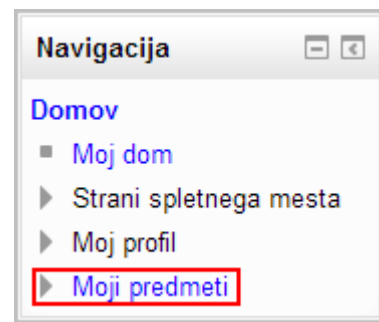 Navigacija
Domov
Moj dom
Strani spletnega mesta
Moj profil
Moji predmeti